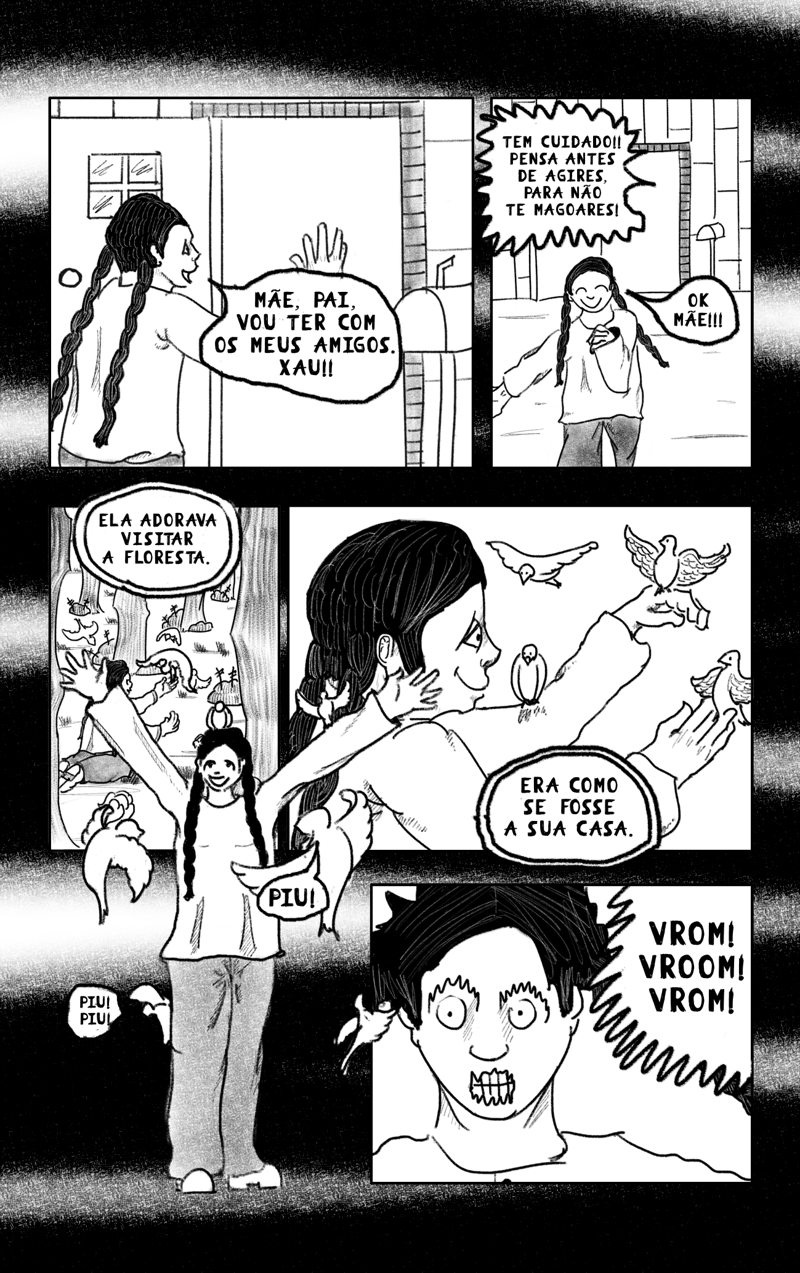 MÃE, PAI,
VOU TER COM
OS MEUS AMIGOS.
XAU!!
TEM CUIDADO!!
PENSA ANTES
DE AGIRES,
PARA NÃO
TE MAGOARES!
OK
MÃE!!!
ELA ADORAVA
VISITAR
A FLORESTA.
ERA COMO
SE FOSSE
A SUA CASA.
PIU!
PIU!
PIU!
VROM!
VROOM!
VROM!